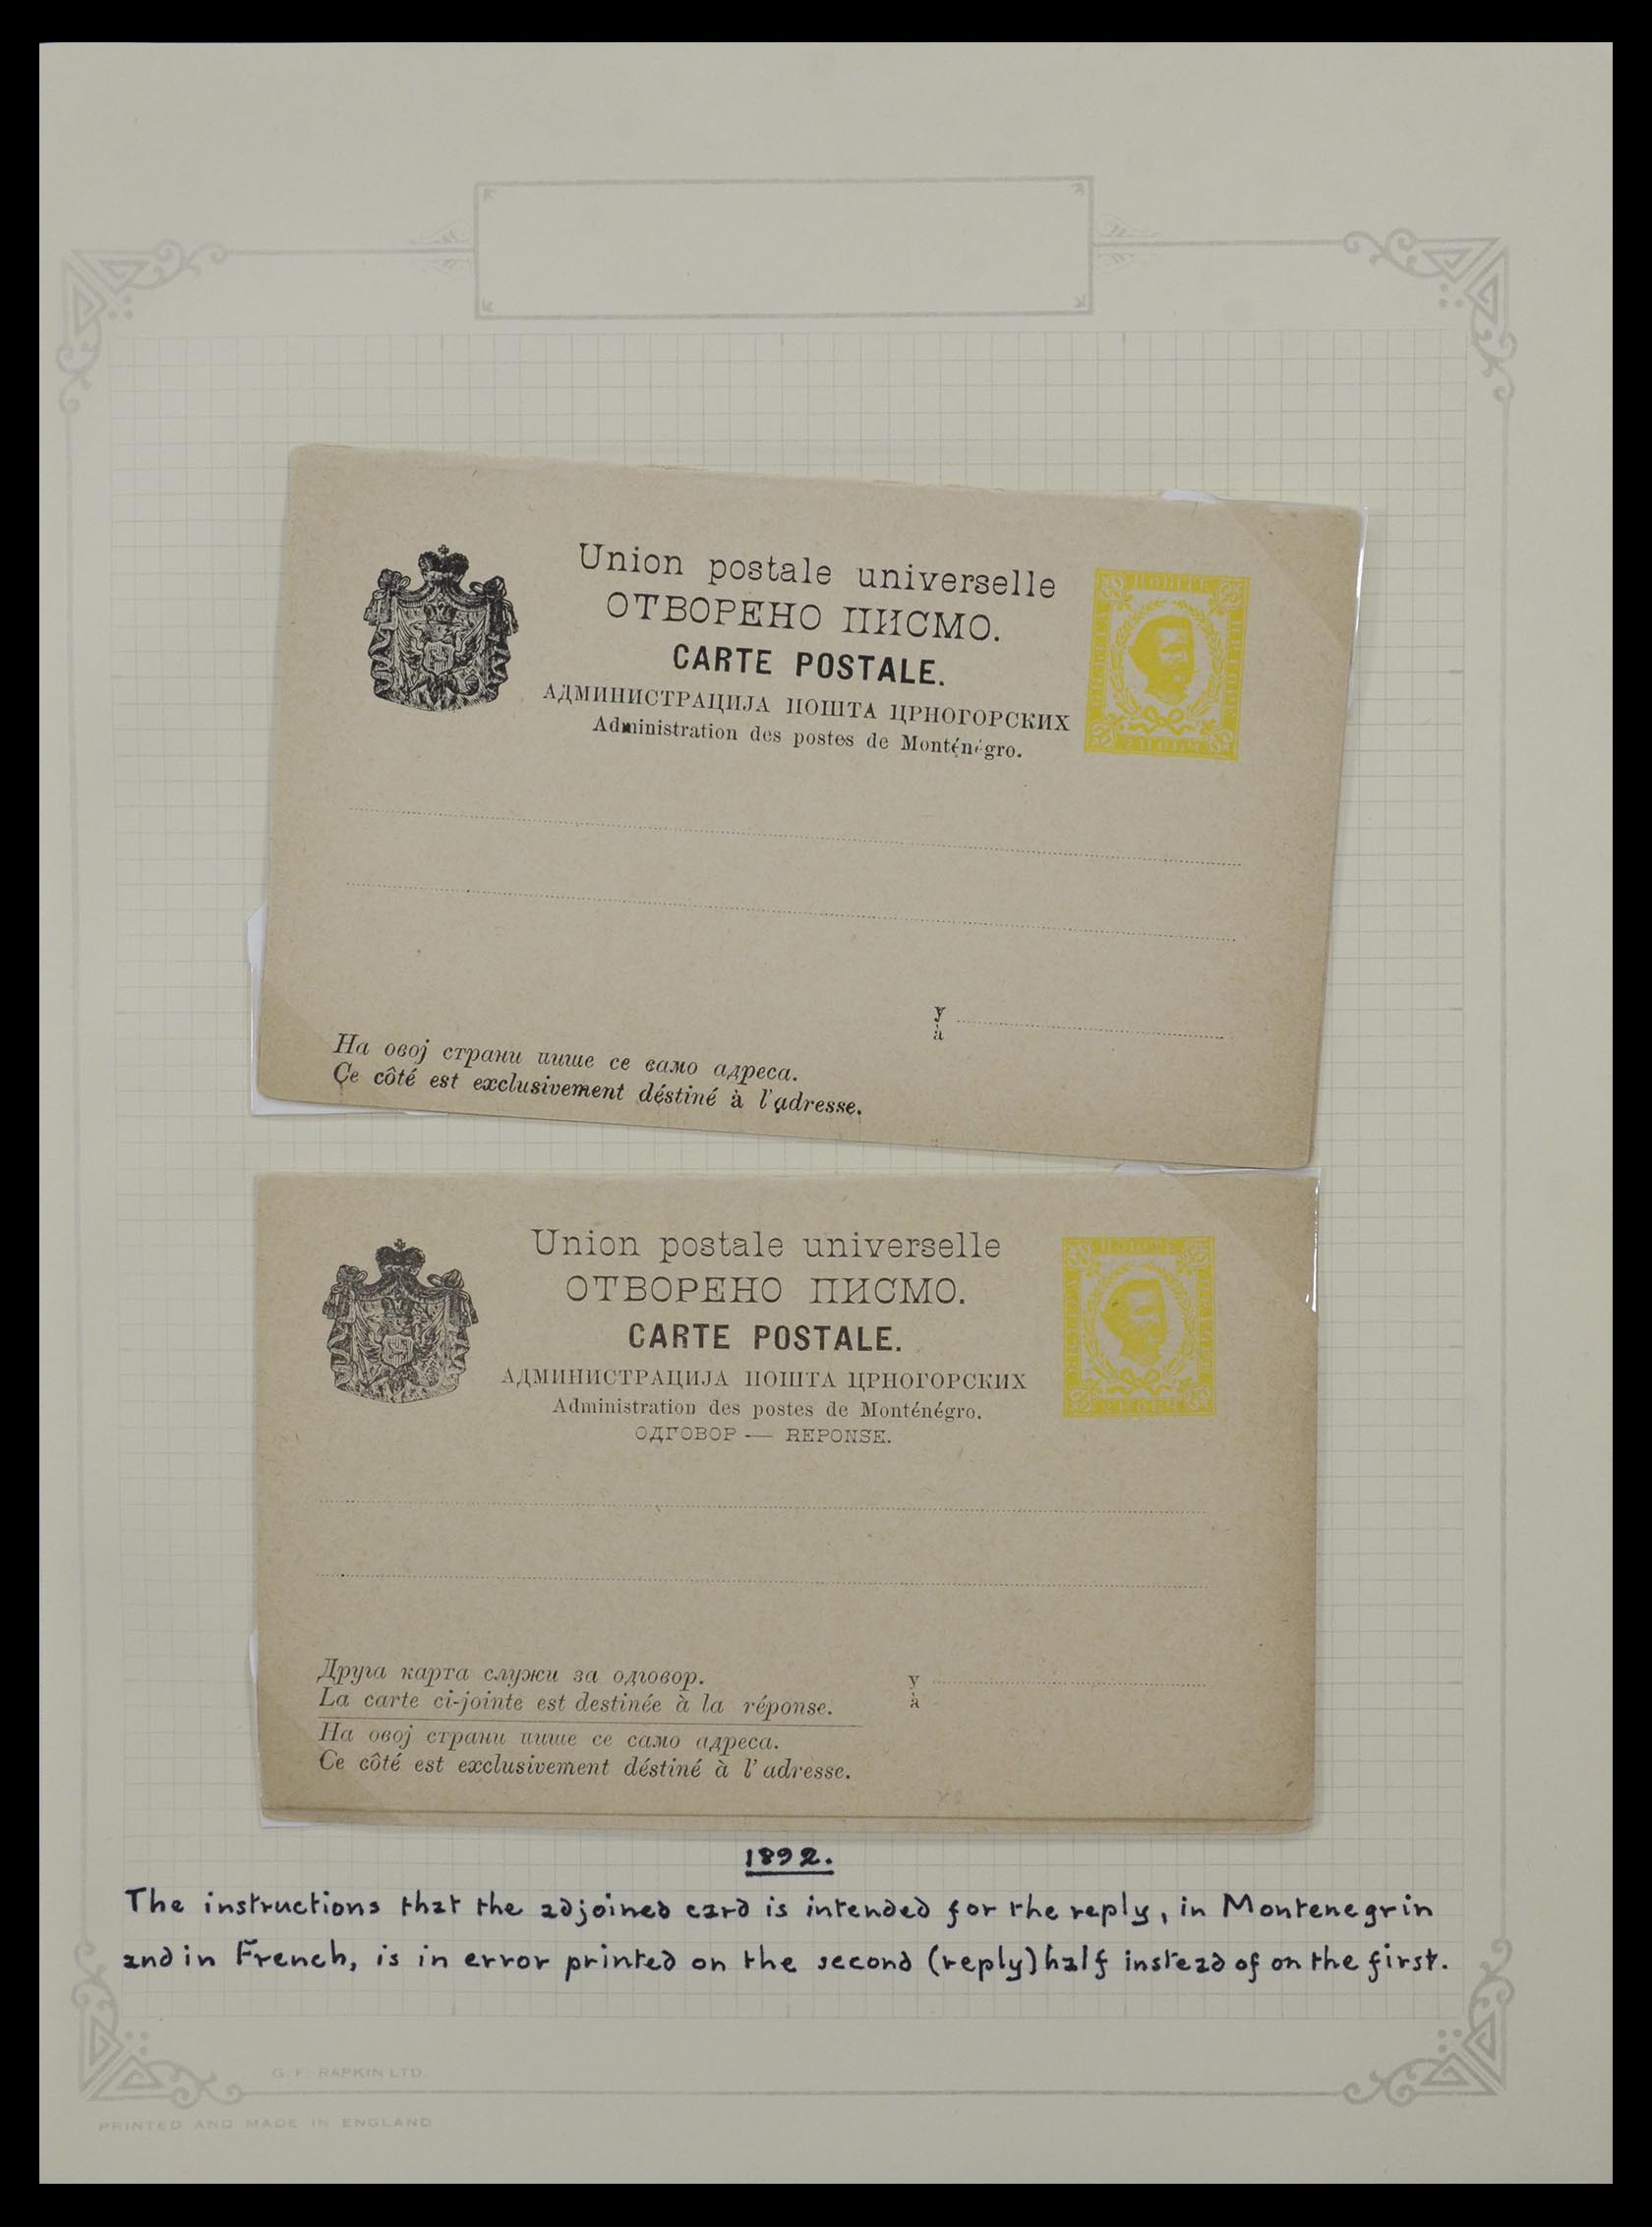 Union postale universelle
ОТВОРЕНО ПИСМО.
CARTE POSTALE.
АДМИНИСТРАЦИЈА ПОШТА ЦРНОГОРСКИХ
Administration des postes de Monténégro.
у
à
На овој страни пише се само адреса.
Ce côté est exclusivement déstiné à l'adresse.
Union postale universelle
ОТВОРЕНО ПИСМО.
CARTE POSTALE.
АДМИНИСТРАЦИЈА ПОШТА ЦРНОГОРСКИХ
Administration des postes de Monténégro.
ОДГОВОР — REPONSE.
Друга карта служи за одговор.
La carte ci-jointe est destinée à la réponse.
у
à
На овој страни пише се само адреса.
Ce côté est exclusivement déstiné à l'adresse.
1892.
The instructions that the adjoined card is intended for the reply, in Montenegrin
and in French, is in error printed on the second (reply) half instead of on the first.
G. F. RAPKIN LTD.
PRINTED AND MADE IN ENGLAND